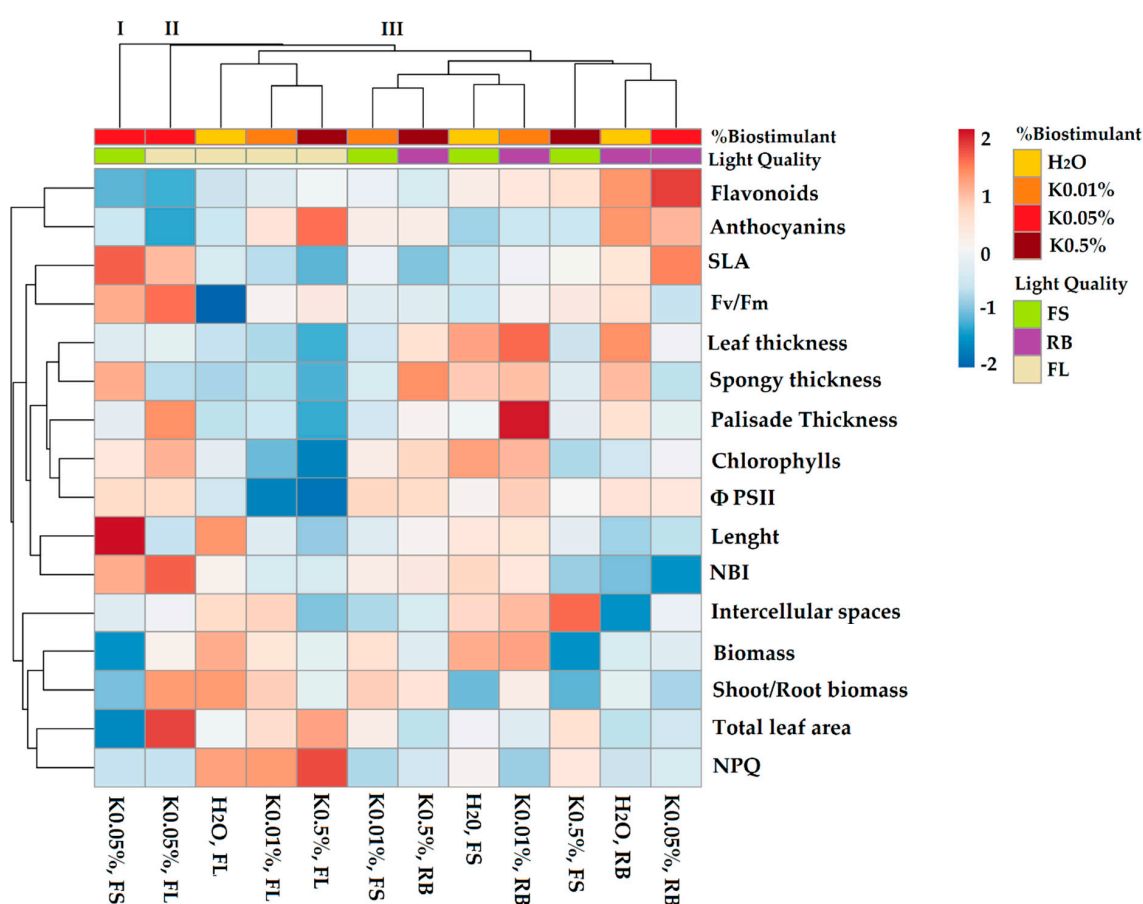 I II III
%Biostimulant
Light Quality
Flavonoids
Anthocyanins
SLA
Fv/Fm
Leaf thickness
Spongy thickness
Palisade Thickness
Chlorophylls
Φ PSII
Lenght
NBI
Intercellular spaces
Biomass
Shoot/Root biomass
Total leaf area
NPQ
2
1
0
-1
-2
%Biostimulant
H2O
K0.01%
K0.05%
K0.5%
Light Quality
FS
RB
FL
K0.05%, FS
K0.05%, FL
H2O, FL
K0.01%, FL
K0.5%, FL
K0.01%, FS
K0.5%, RB
H20, FS
K0.01%, RB
K0.5%, FS
H2O, RB
K0.05%, RB